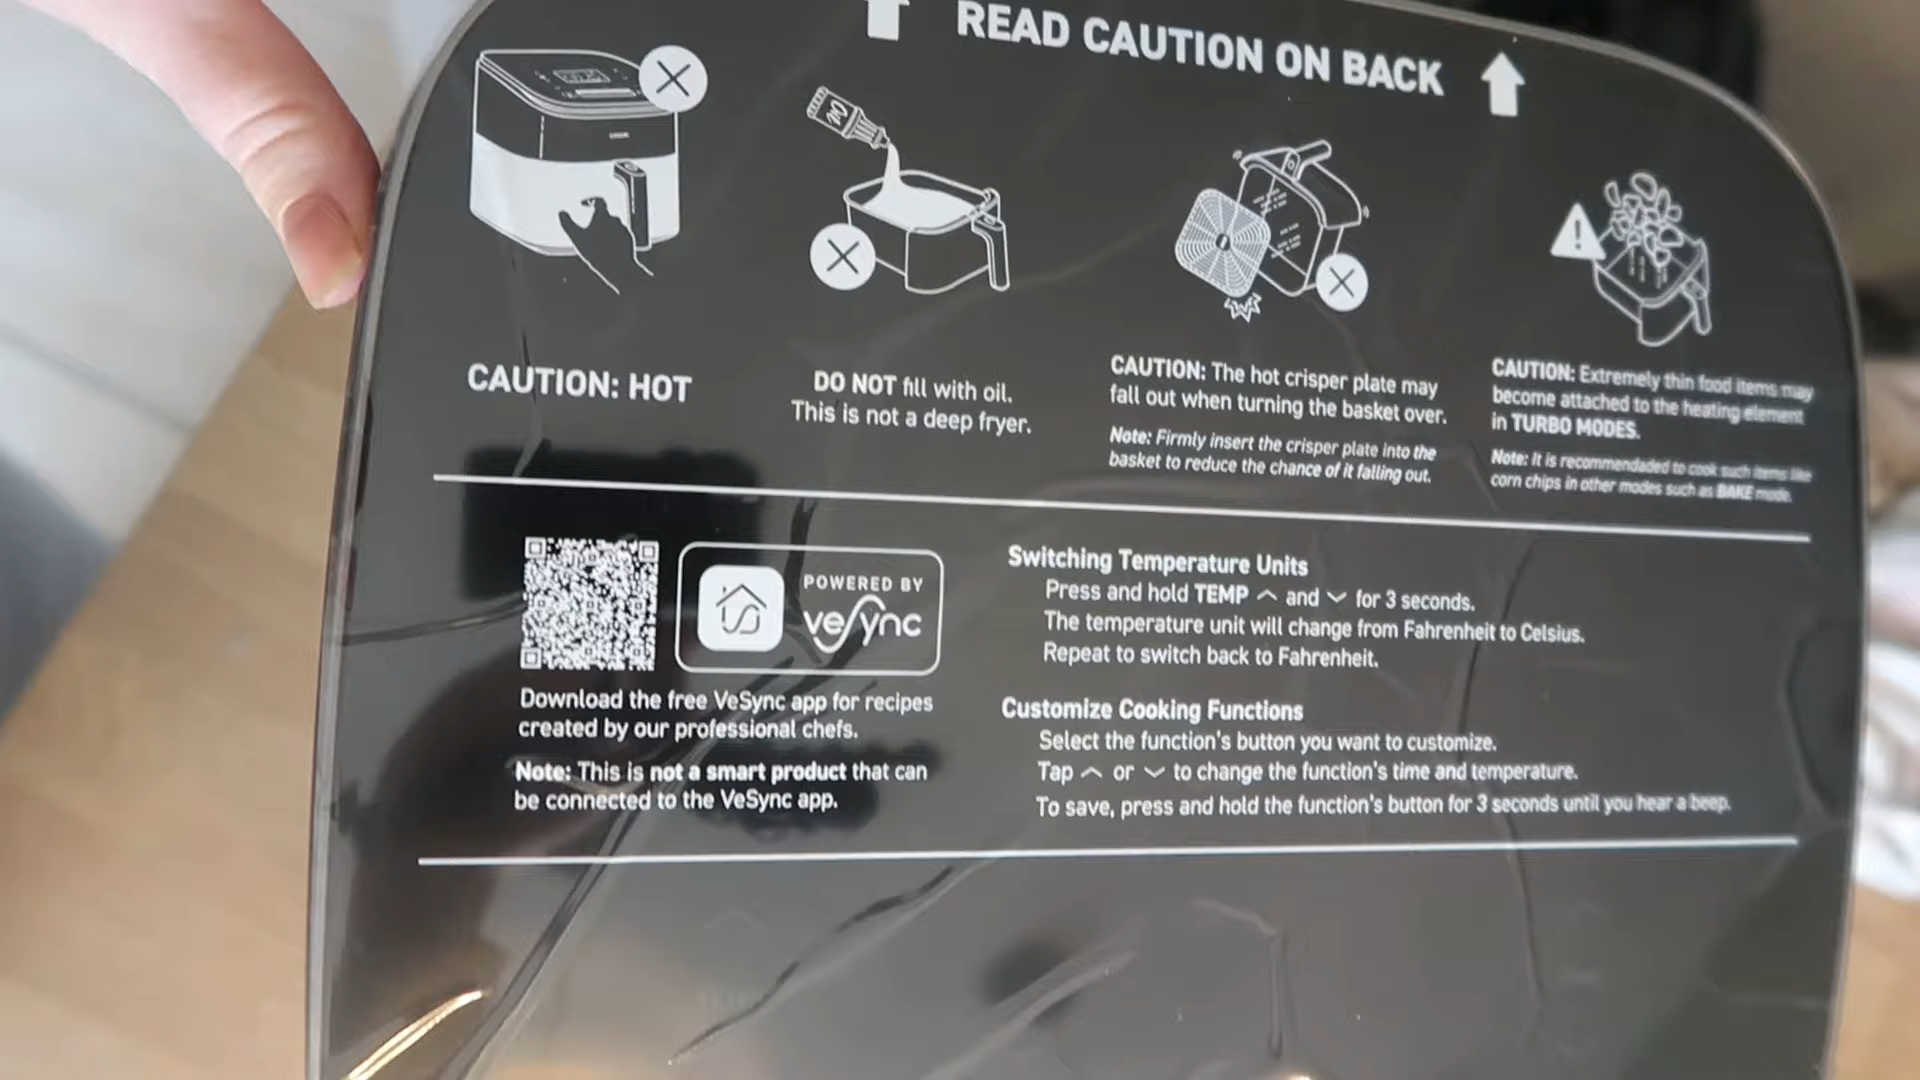 READ CAUTION ON BACK
CAUTION: HOT
DO NOT fill with oil.
This is not a deep fryer.
CAUTION: The hot crisper plate may
fall out when turning the basket over.
Note: Firmly insert the crisper plate into the
basket to reduce the chance of it falling out.
CAUTION: Extremely thin food items may
become attached to the heating element
in TURBO MODES.
Note: It is recommendaded to cook such items like
corn chips in other modes such as BAKE mode.
POWERED BY
vesync
Download the free VeSync app for recipes
created by our professional chefs.
Note: This is not a smart product that can
be connected to the VeSync app.
Switching Temperature Units
Press and hold TEMP ︿ and ﹀ for 3 seconds.
The temperature unit will change from Fahrenheit to Celsius.
Repeat to switch back to Fahrenheit.
Customize Cooking Functions
Select the function's button you want to customize.
Tap ︿ or ﹀ to change the function's time and temperature.
To save, press and hold the function's button for 3 seconds until you hear a beep.